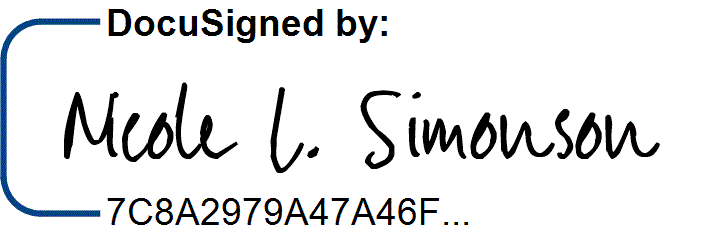 DocuSigned by:
Nicole L. Simonson
7C8A2979A47A46F...